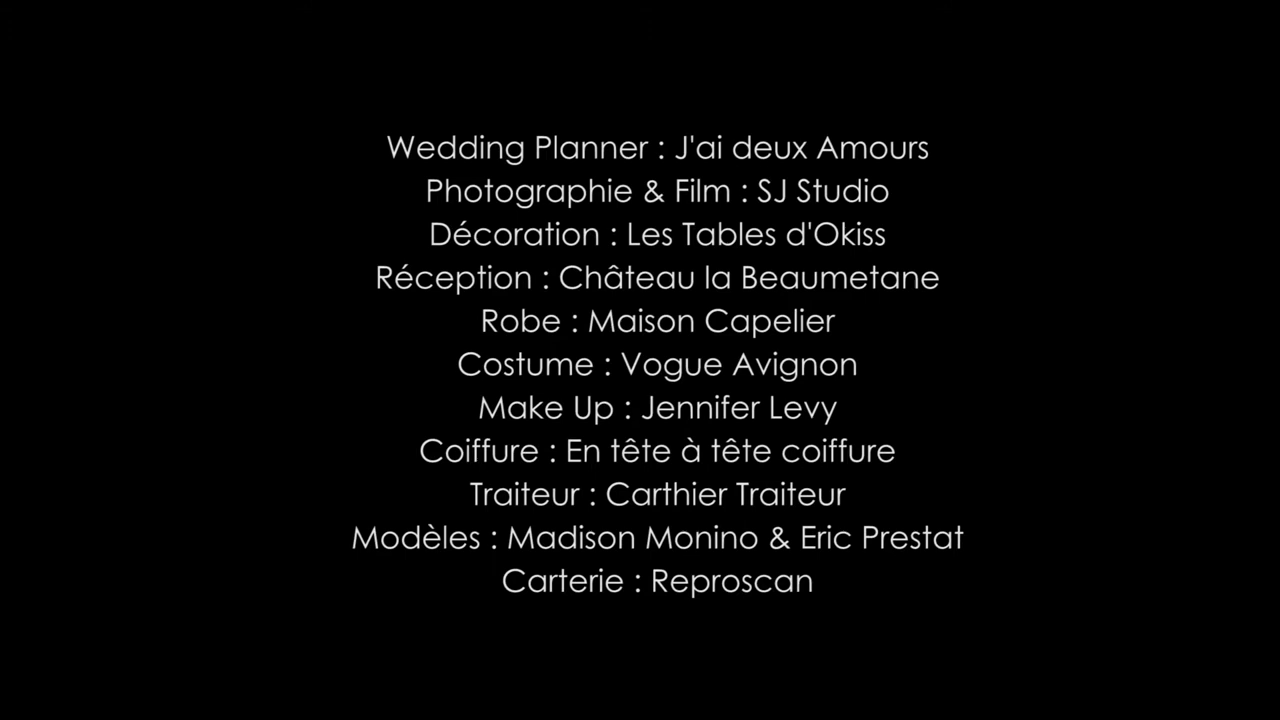 Wedding Planner : J'ai deux Amours
Photographie & Film : SJ Studio
Décoration : Les Tables d'Okiss
Réception : Château la Beaumetane
Robe : Maison Capelier
Costume : Vogue Avignon
Make Up : Jennifer Levy
Coiffure : En tête à tête coiffure
Traiteur : Carthier Traiteur
Modèles : Madison Monino & Eric Prestat
Carterie : Reproscan